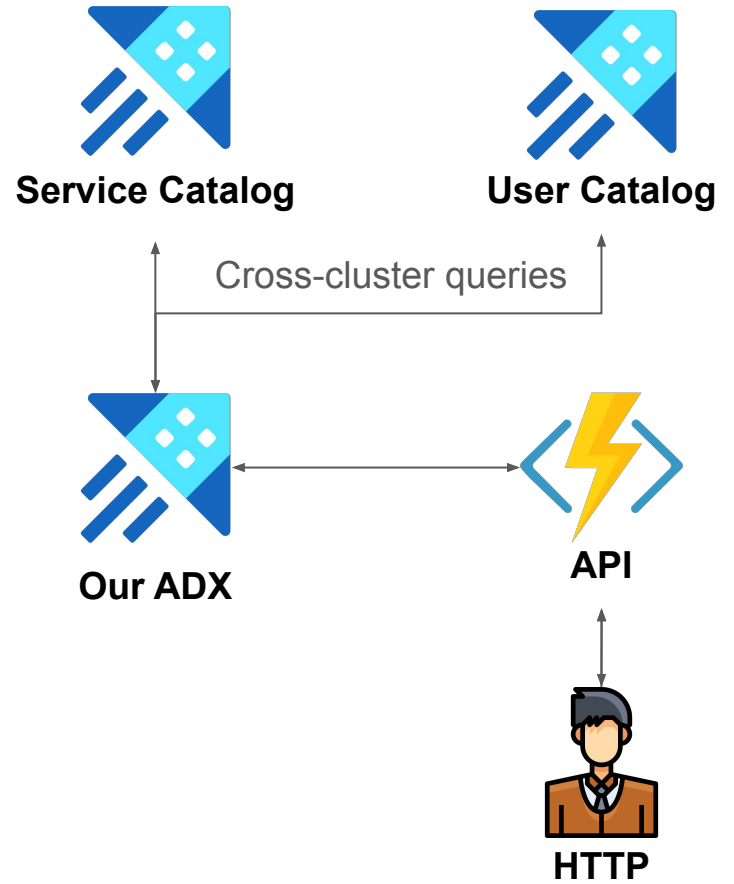 Service Catalog
User Catalog
Cross-cluster queries
Our ADX
API
HTTP